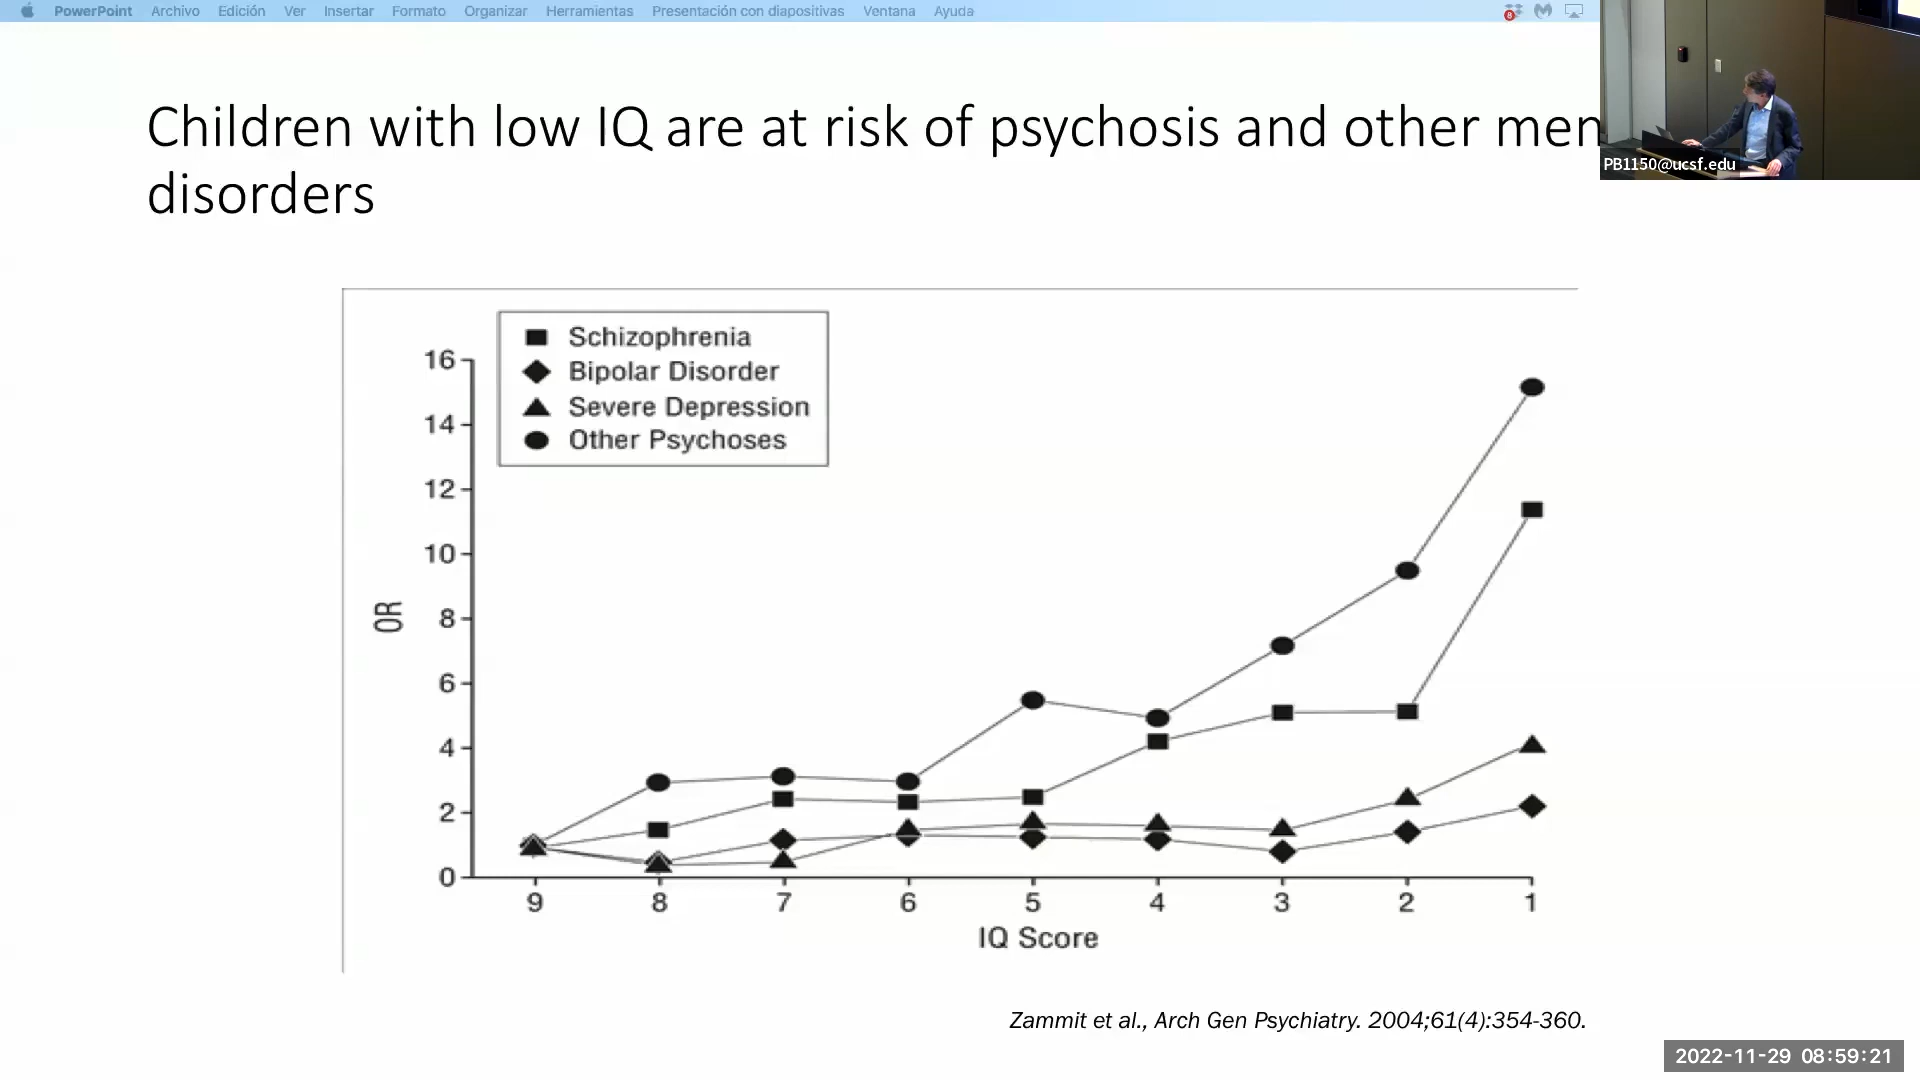 PowerPoint Archivo Edición Ver Insertar Formato Organizar Herramientas Presentación con diapositivas Ventana Ayuda
8
PB1150@ucsf.edu
Children with low IQ are at risk of psychosis and other men
disorders
Schizophrenia
Bipolar Disorder
Severe Depression
Other Psychoses
16
14
12
10
8
6
4
2
0
OR
9 8 7 6 5 4 3 2 1
IQ Score
Zammit et al., Arch Gen Psychiatry. 2004;61(4):354-360.
2022-11-29 08:59:21